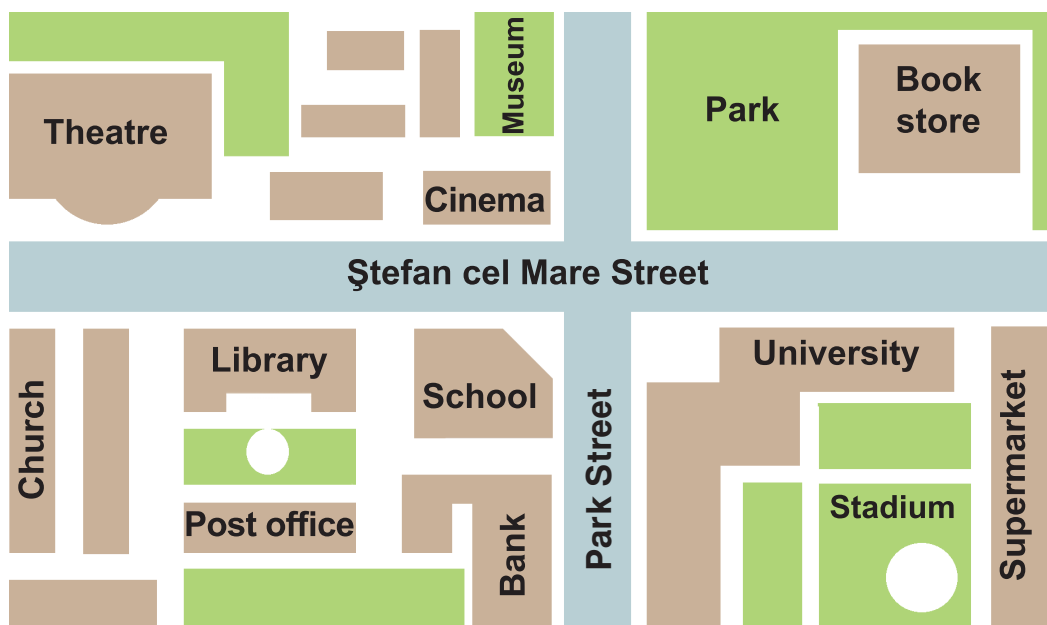 Museum
Park
Book
store
Theatre
Cinema
Ştefan cel Mare Street
Library
School
University
Church
Park Street
Supermarket
Post office
Bank
Stadium